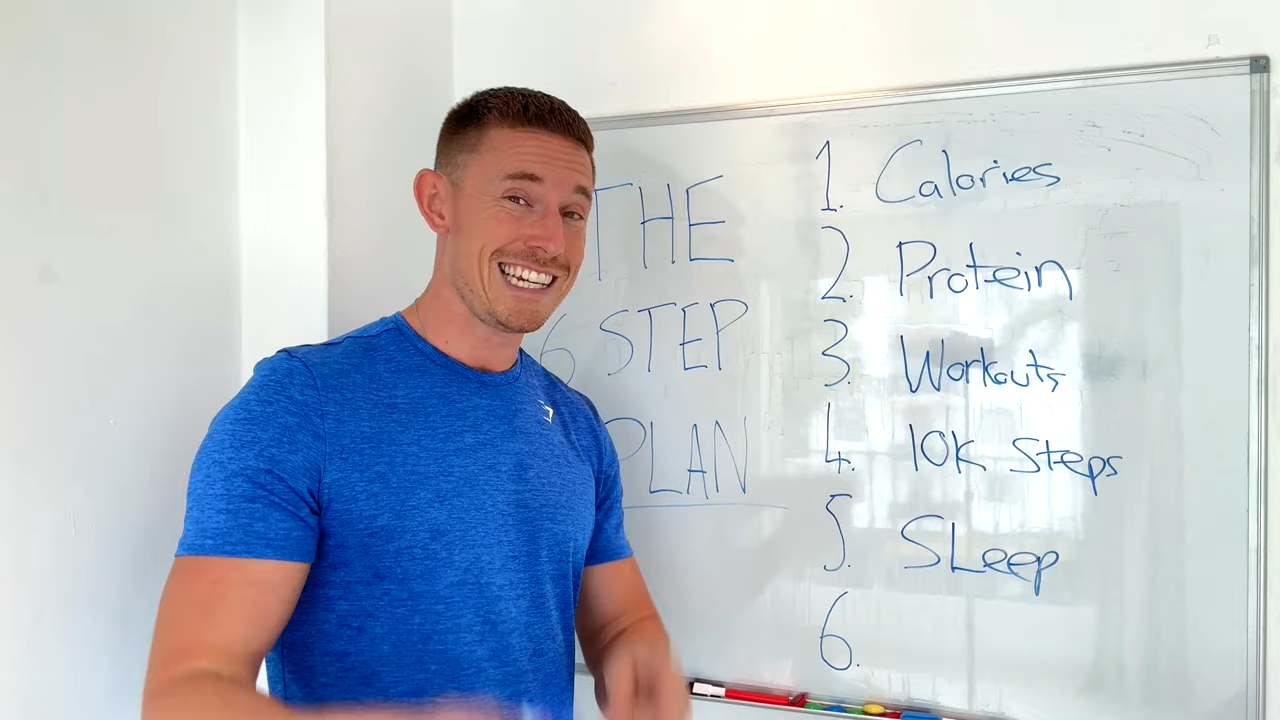 THE
6 STEP
PLAN
1. Calories
2. Protein
3. Workouts
4. 10K Steps
5. SLeep
6.